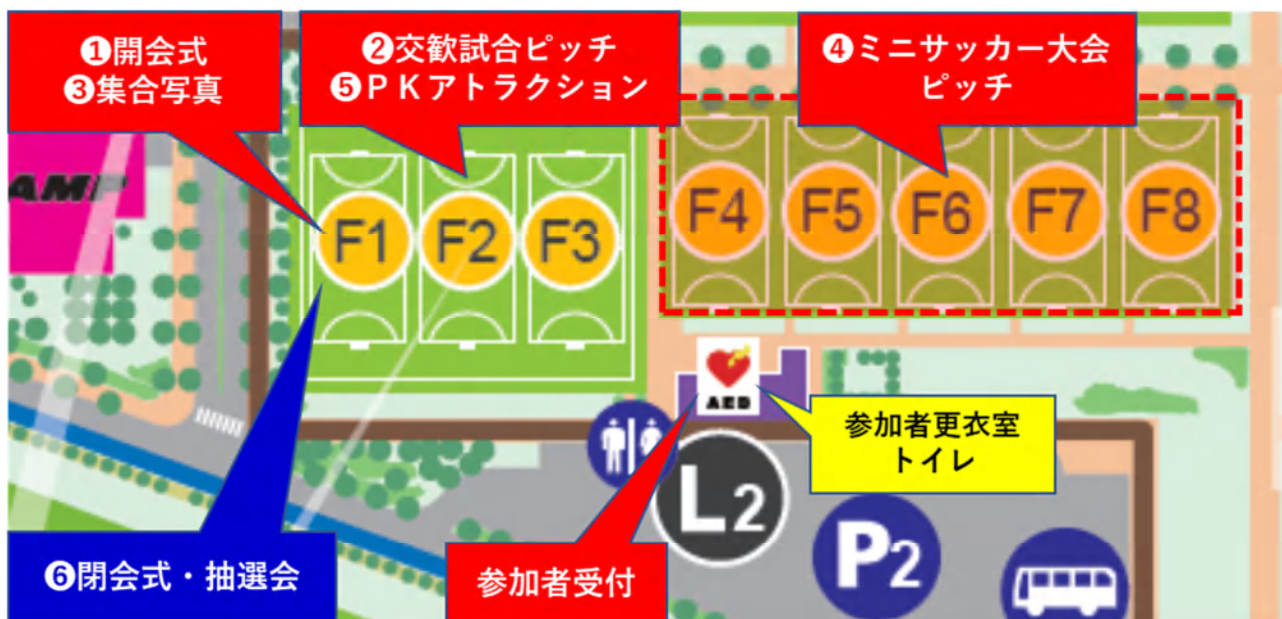 ❶開会式
❸集合写真
❷交歓試合ピッチ
❺ＰＫアトラクション
❹ミニサッカー大会
ピッチ
AMP
F1
F2
F3
F4
F5
F6
F7
F8
AED
参加者更衣室
トイレ
L2
P2
❻閉会式・抽選会
参加者受付